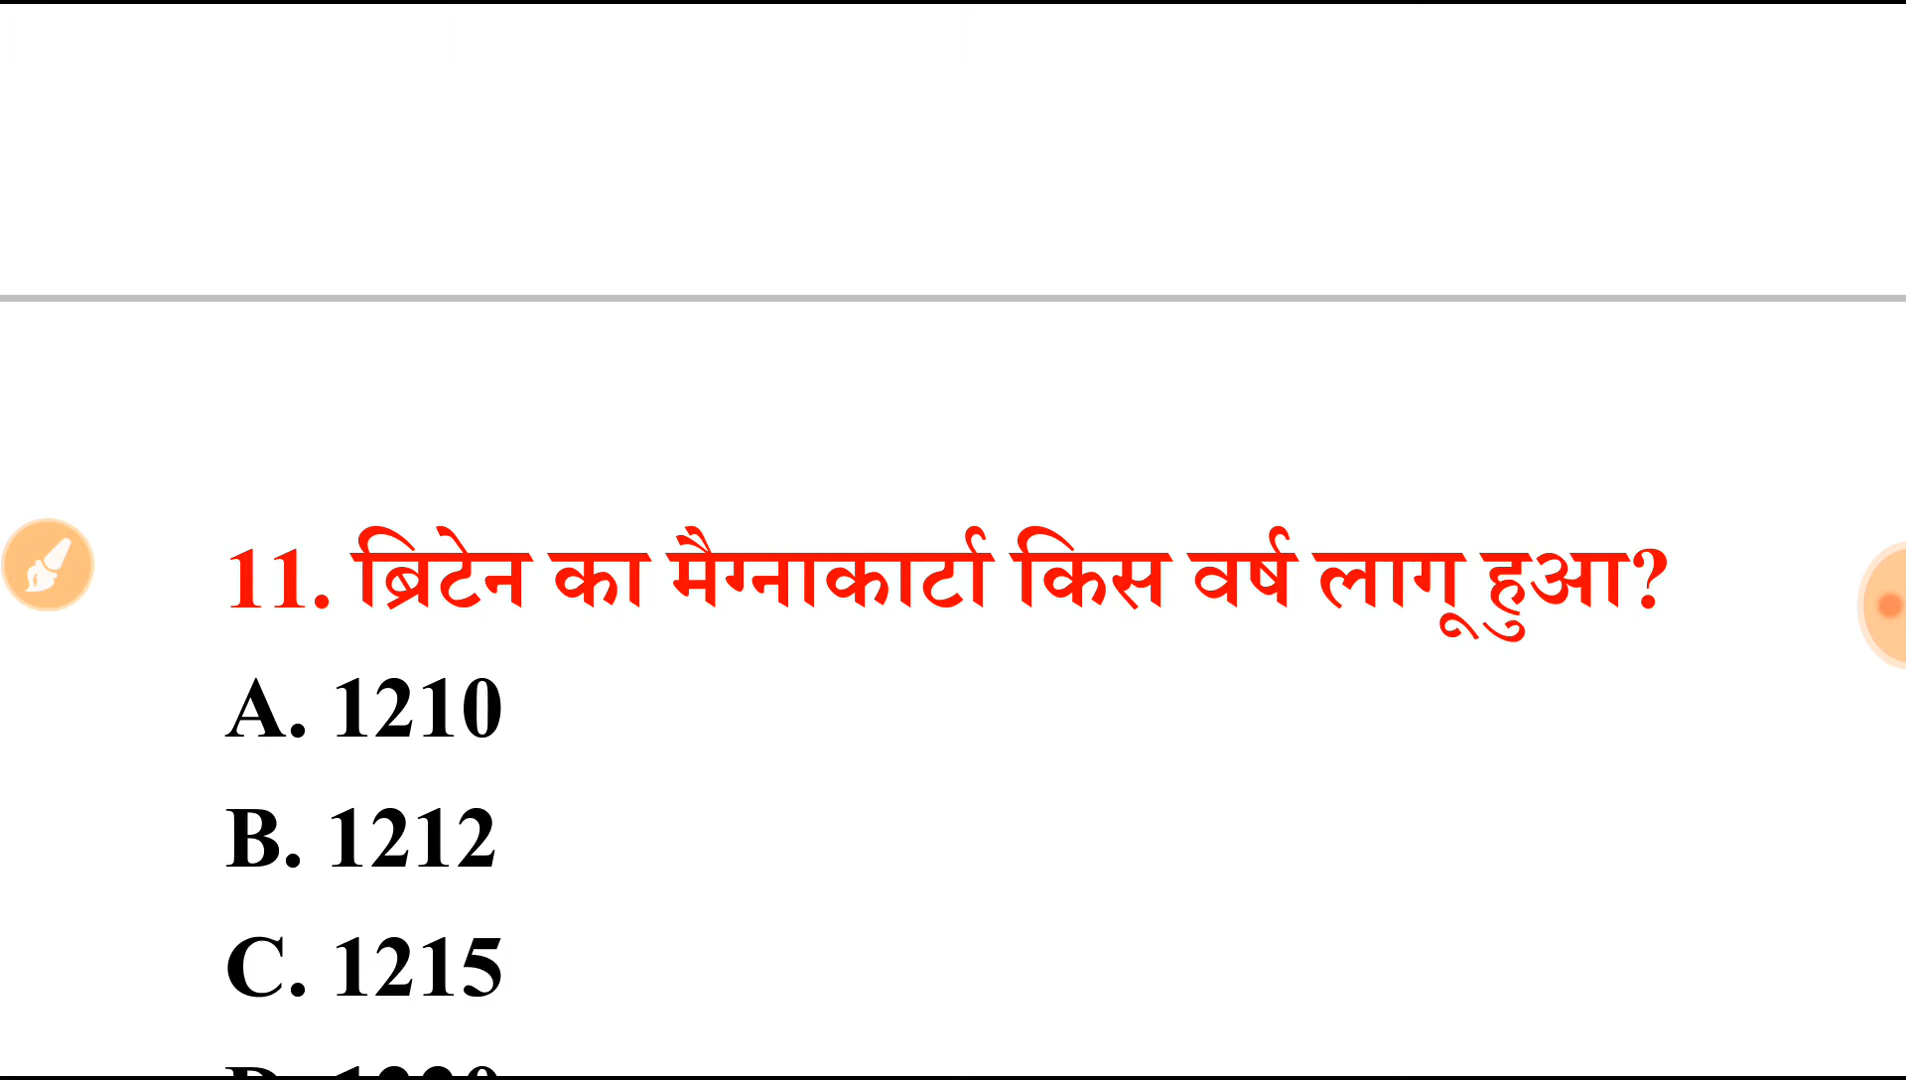 11. ब्रिटेन का मैग्नाकार्टा किस वर्ष लागू हुआ?
A. 1210
B. 1212
C. 1215